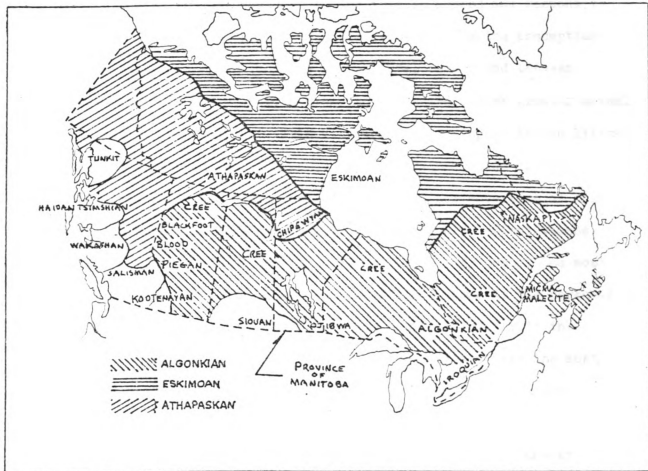 TUNKIT
ATHAPASKAN
ESKIMOAN
HAIDAN TSIMSHIAN
CREE
CHIPEWYAN
NASKAPI
BLACKFOOT
CREE
WAKASHAN
BLOOD
CREE
CREE
PIEGAN
CREE
SALISHAN
MICMAC
MALECITE
KOOTENAYAN
SIOUAN
OJIBWA
ALGONKIAN
IROQUIAN
PROVINCE
OF
MANITOBA
ALGONKIAN
ESKIMOAN
ATHAPASKAN